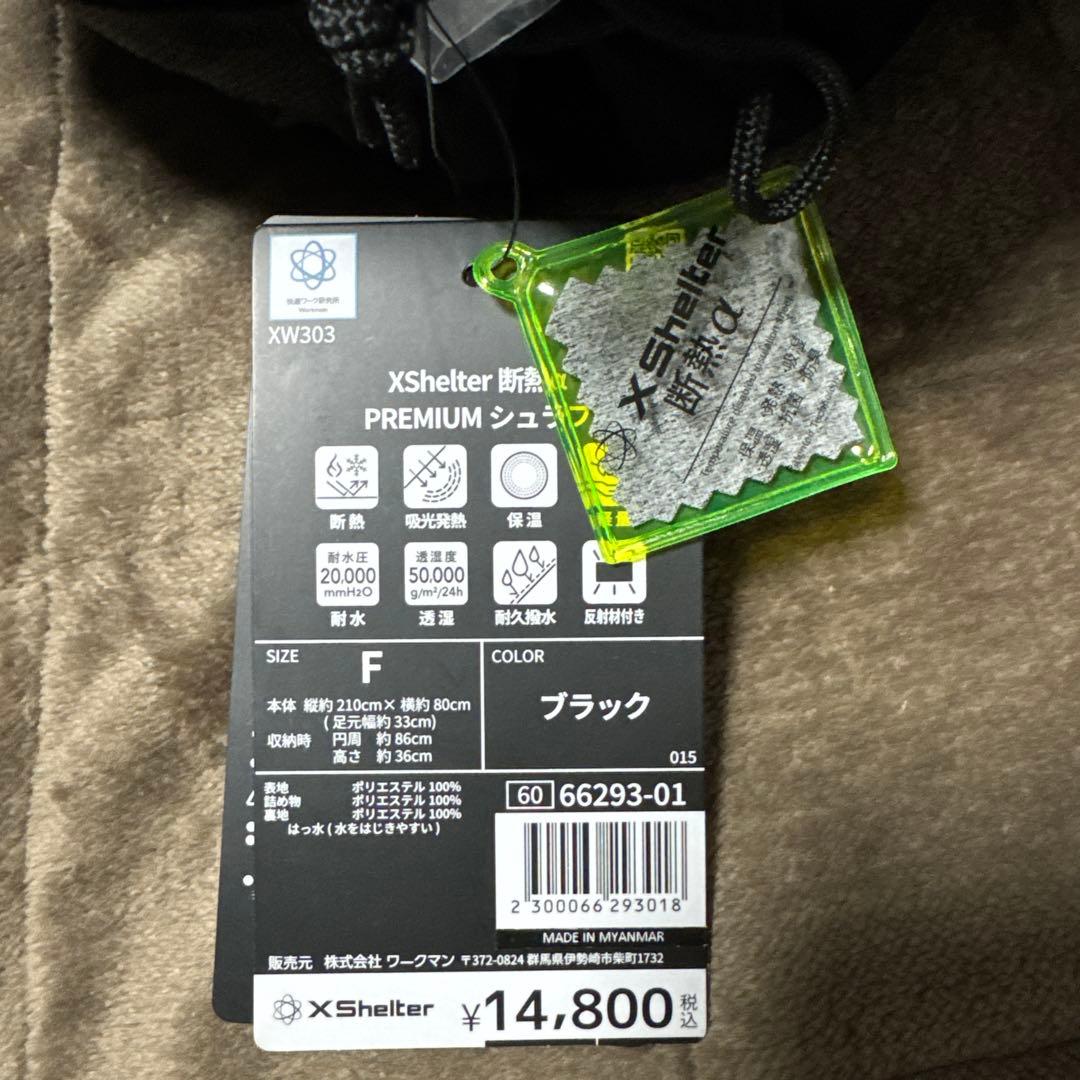 快適ワーク研究所
Workman
XW303
XShelter 断熱α
PREMIUM シュラフ
断熱
吸光発熱
保温
軽量
耐水圧
20,000
mmH2O
耐水
透湿度
50,000
g/m²/24h
透湿
耐久撥水
反射材付き
SIZE
F
本体 縦約 210cm× 横約 80cm
(足元幅約 33cm)
収納時 円周 約 86cm
高さ 約 36cm
COLOR
ブラック
015
表地 ポリエステル 100%
詰め物 ポリエステル 100%
裏地 ポリエステル 100%
はっ水 ( 水をはじきやすい )
60 66293-01
2 300066 293018
MADE IN MYANMAR
販売元 株式会社 ワークマン 〒372-0824 群馬県伊勢崎市柴町1732
XShelter
¥14,800 税込
XShelter
断熱α